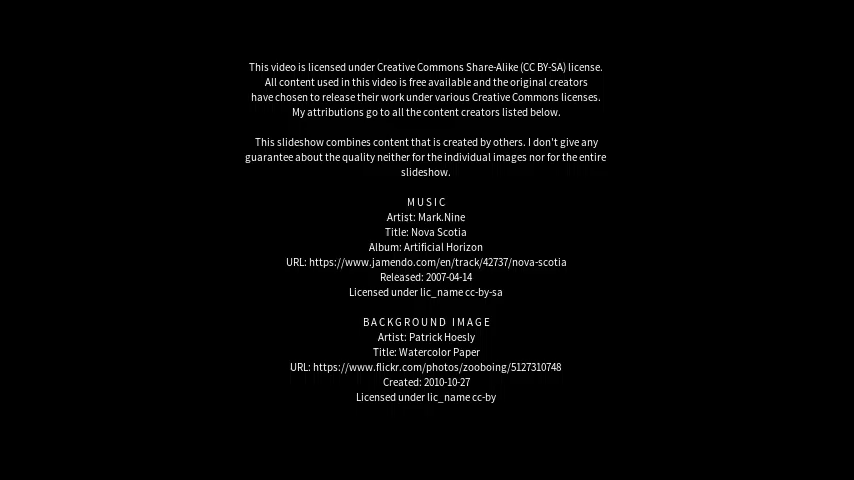 This video is licensed under Creative Commons Share-Alike (CC BY-SA) license.
All content used in this video is free available and the original creators
have chosen to release their work under various Creative Commons licenses.
My attributions go to all the content creators listed below.
This slideshow combines content that is created by others. I don't give any
guarantee about the quality neither for the individual images nor for the entire
slideshow.
MUSIC
Artist: Mark.Nine
Title: Nova Scotia
Album: Artificial Horizon
URL: https://www.jamendo.com/en/track/42737/nova-scotia
Released: 2007-04-14
Licensed under lic_name cc-by-sa
BACKGROUND IMAGE
Artist: Patrick Hoesly
Title: Watercolor Paper
URL: https://www.flickr.com/photos/zooboing/5127310748
Created: 2010-10-27
Licensed under lic_name cc-by